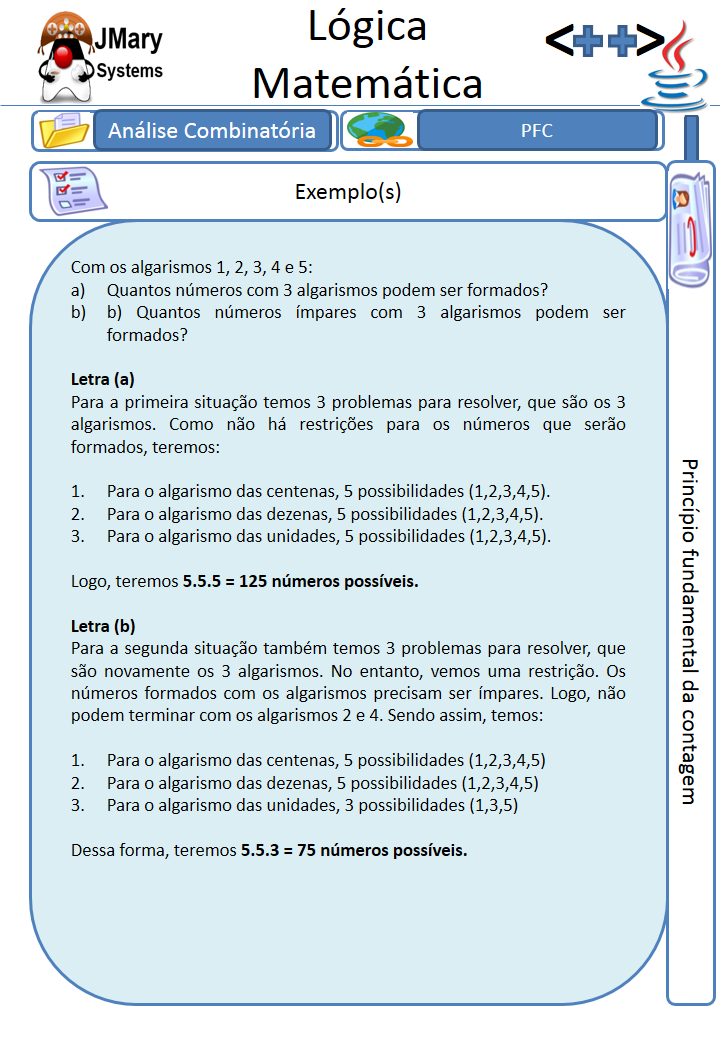 JMary
Systems
Lógica
Matemática
<++>
Análise Combinatória
PFC
Exemplo(s)
Com os algarismos 1, 2, 3, 4 e 5:
a) Quantos números com 3 algarismos podem ser formados?
b) b) Quantos números ímpares com 3 algarismos podem ser
formados?
Letra (a)
Para a primeira situação temos 3 problemas para resolver, que são os 3
algarismos. Como não há restrições para os números que serão
formados, teremos:
1. Para o algarismo das centenas, 5 possibilidades (1,2,3,4,5).
2. Para o algarismo das dezenas, 5 possibilidades (1,2,3,4,5).
3. Para o algarismo das unidades, 5 possibilidades (1,2,3,4,5).
Logo, teremos 5.5.5 = 125 números possíveis.
Letra (b)
Para a segunda situação também temos 3 problemas para resolver, que
são novamente os 3 algarismos. No entanto, vemos uma restrição. Os
números formados com os algarismos precisam ser ímpares. Logo, não
podem terminar com os algarismos 2 e 4. Sendo assim, temos:
1. Para o algarismo das centenas, 5 possibilidades (1,2,3,4,5)
2. Para o algarismo das dezenas, 5 possibilidades (1,2,3,4,5)
3. Para o algarismo das unidades, 3 possibilidades (1,3,5)
Dessa forma, teremos 5.5.3 = 75 números possíveis.
Princípio fundamental da contagem